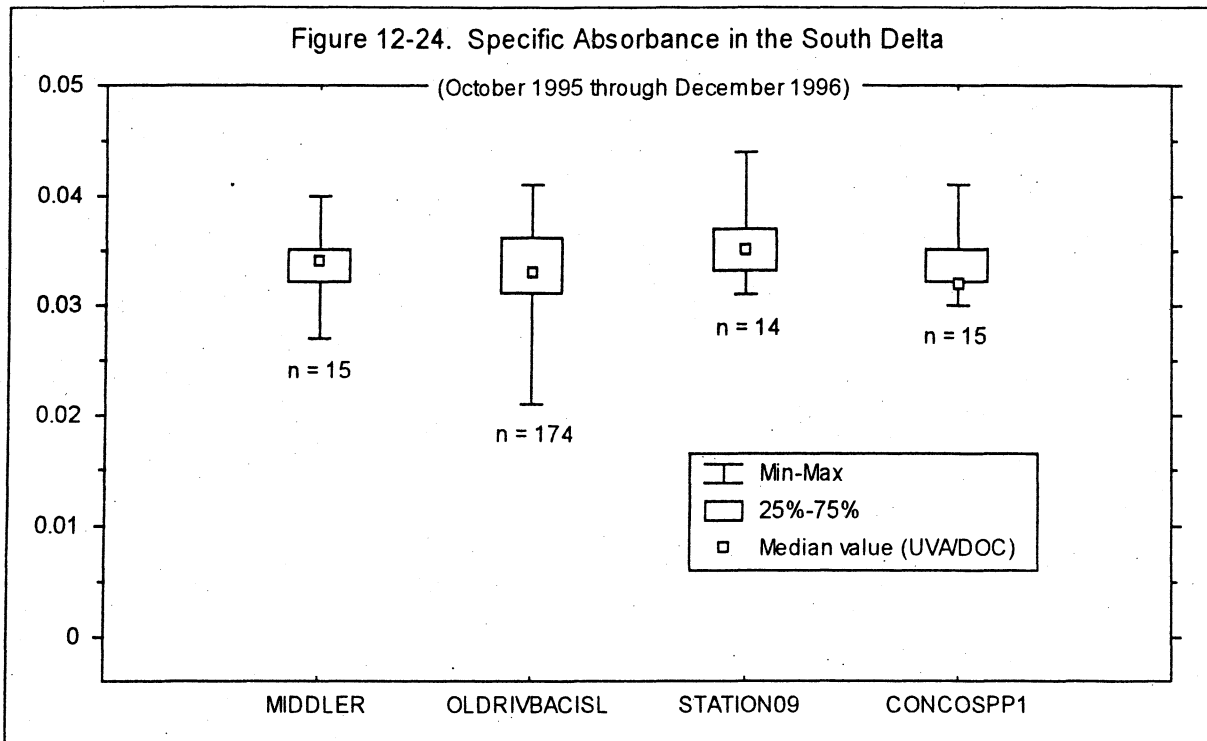 Figure 12-24. Specific Absorbance in the South Delta
(October 1995 through December 1996)
0.05
0.04
0.03
0.02
0.01
0
n = 15
n = 174
n = 14
n = 15
Min-Max
25%-75%
Median value (UVA/DOC)
MIDDLER
OLDRIVBACISL
STATION09
CONCOSPP1